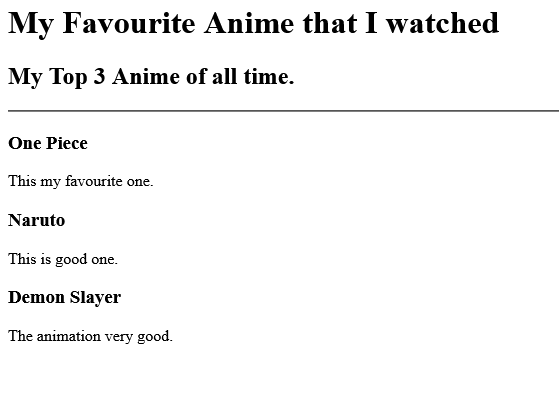 My Favourite Anime that I watched
My Top 3 Anime of all time.
One Piece
This my favourite one.
Naruto
This is good one.
Demon Slayer
The animation very good.